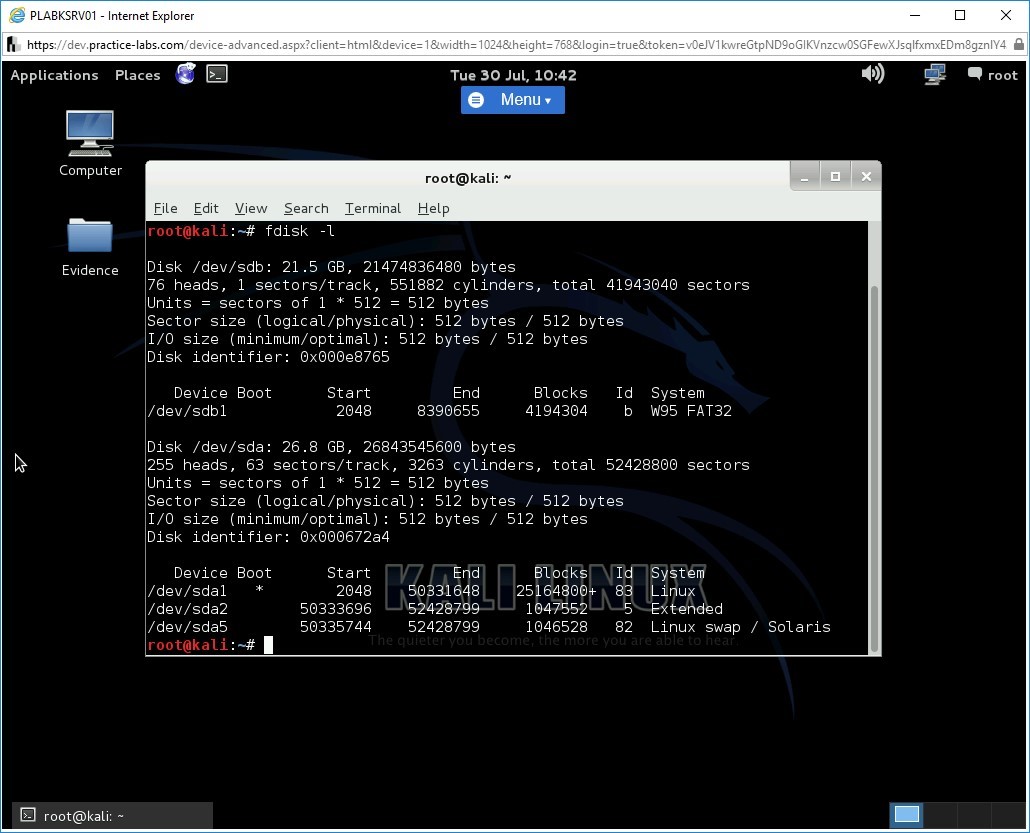 PLABKSRV01 - Internet Explorer
https://dev.practice-labs.com/device-advanced.aspx?client=html&device=1&width=1024&height=768&login=true&token=v0eJV1kwreGtpND9oGlKVnzcw0SGFewXJsqlfxmxEDm8gznlY4
Applications Places Tue 30 Jul, 10:42 root
Menu
Computer
Evidence
root@kali: ~
File Edit View Search Terminal Help
root@kali:~# fdisk -l
Disk /dev/sdb: 21.5 GB, 21474836480 bytes
76 heads, 1 sectors/track, 551882 cylinders, total 41943040 sectors
Units = sectors of 1 * 512 = 512 bytes
Sector size (logical/physical): 512 bytes / 512 bytes
I/O size (minimum/optimal): 512 bytes / 512 bytes
Disk identifier: 0x000e8765
Device Boot Start End Blocks Id System
/dev/sdb1 2048 8390655 4194304 b W95 FAT32
Disk /dev/sda: 26.8 GB, 26843545600 bytes
255 heads, 63 sectors/track, 3263 cylinders, total 52428800 sectors
Units = sectors of 1 * 512 = 512 bytes
Sector size (logical/physical): 512 bytes / 512 bytes
I/O size (minimum/optimal): 512 bytes / 512 bytes
Disk identifier: 0x000672a4
Device Boot Start End Blocks Id System
/dev/sda1 * 2048 50331648 25164800+ 83 Linux
/dev/sda2 50333696 52428799 1047552 5 Extended
/dev/sda5 50335744 52428799 1046528 82 Linux swap / Solaris
root@kali:~#
KALI LINUX
The quieter you become, the more you are able to hear.
root@kali: ~